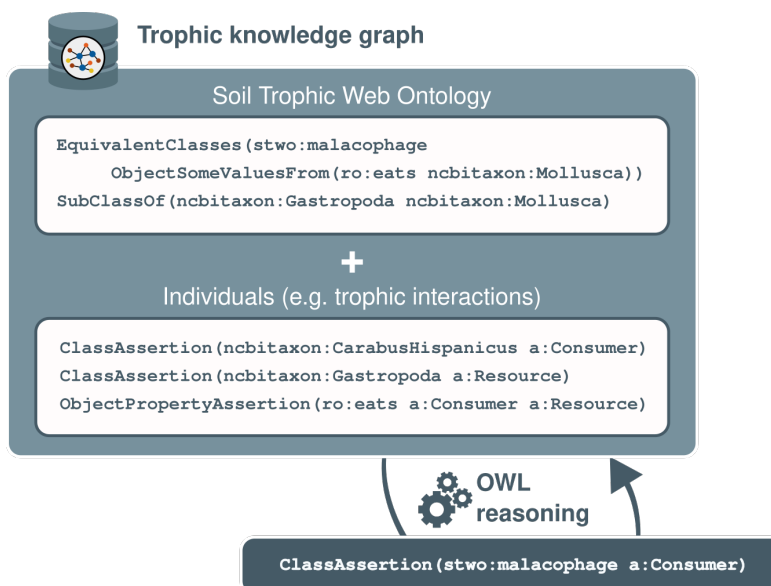 Trophic knowledge graph
Soil Trophic Web Ontology
EquivalentClasses(stwo:malacophage
ObjectSomeValuesFrom(ro:eats ncbitaxon:Mollusca))
SubClassOf(ncbitaxon:Gastropoda ncbitaxon:Mollusca)
+
Individuals (e.g. trophic interactions)
ClassAssertion(ncbitaxon:CarabusHispanicus a:Consumer)
ClassAssertion(ncbitaxon:Gastropoda a:Resource)
ObjectPropertyAssertion(ro:eats a:Consumer a:Resource)
OWL
reasoning
ClassAssertion(stwo:malacophage a:Consumer)